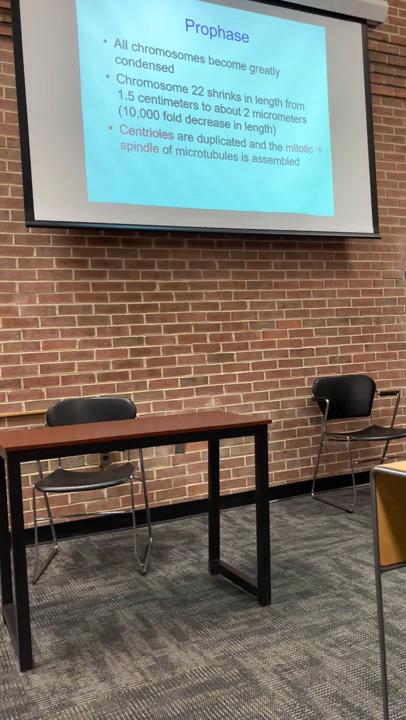 Prophase
• All chromosomes become greatly
condensed
• Chromosome 22 shrinks in length from
1.5 centimeters to about 2 micrometers
(10,000 fold decrease in length)
• Centrioles are duplicated and the mitotic
spindle of microtubules is assembled